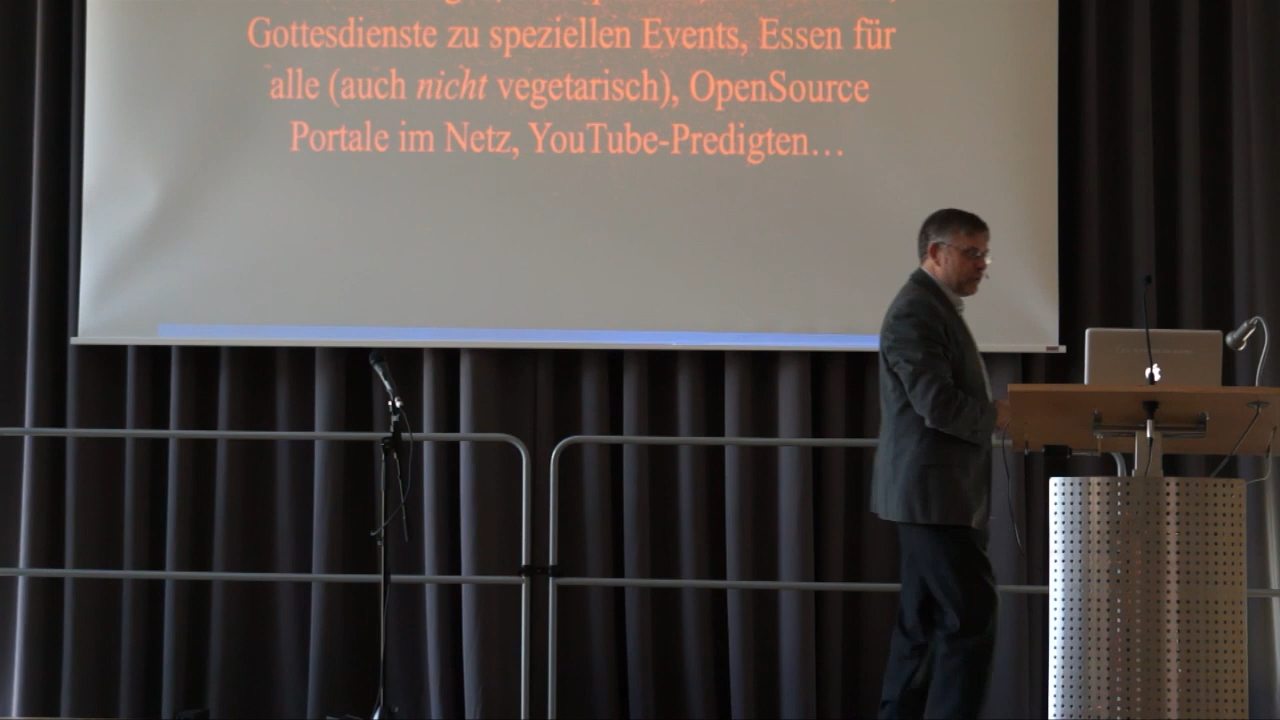 Gottesdienste zu speziellen Events, Essen für
alle (auch nicht vegetarisch), OpenSource
Portale im Netz, YouTube-Predigten…